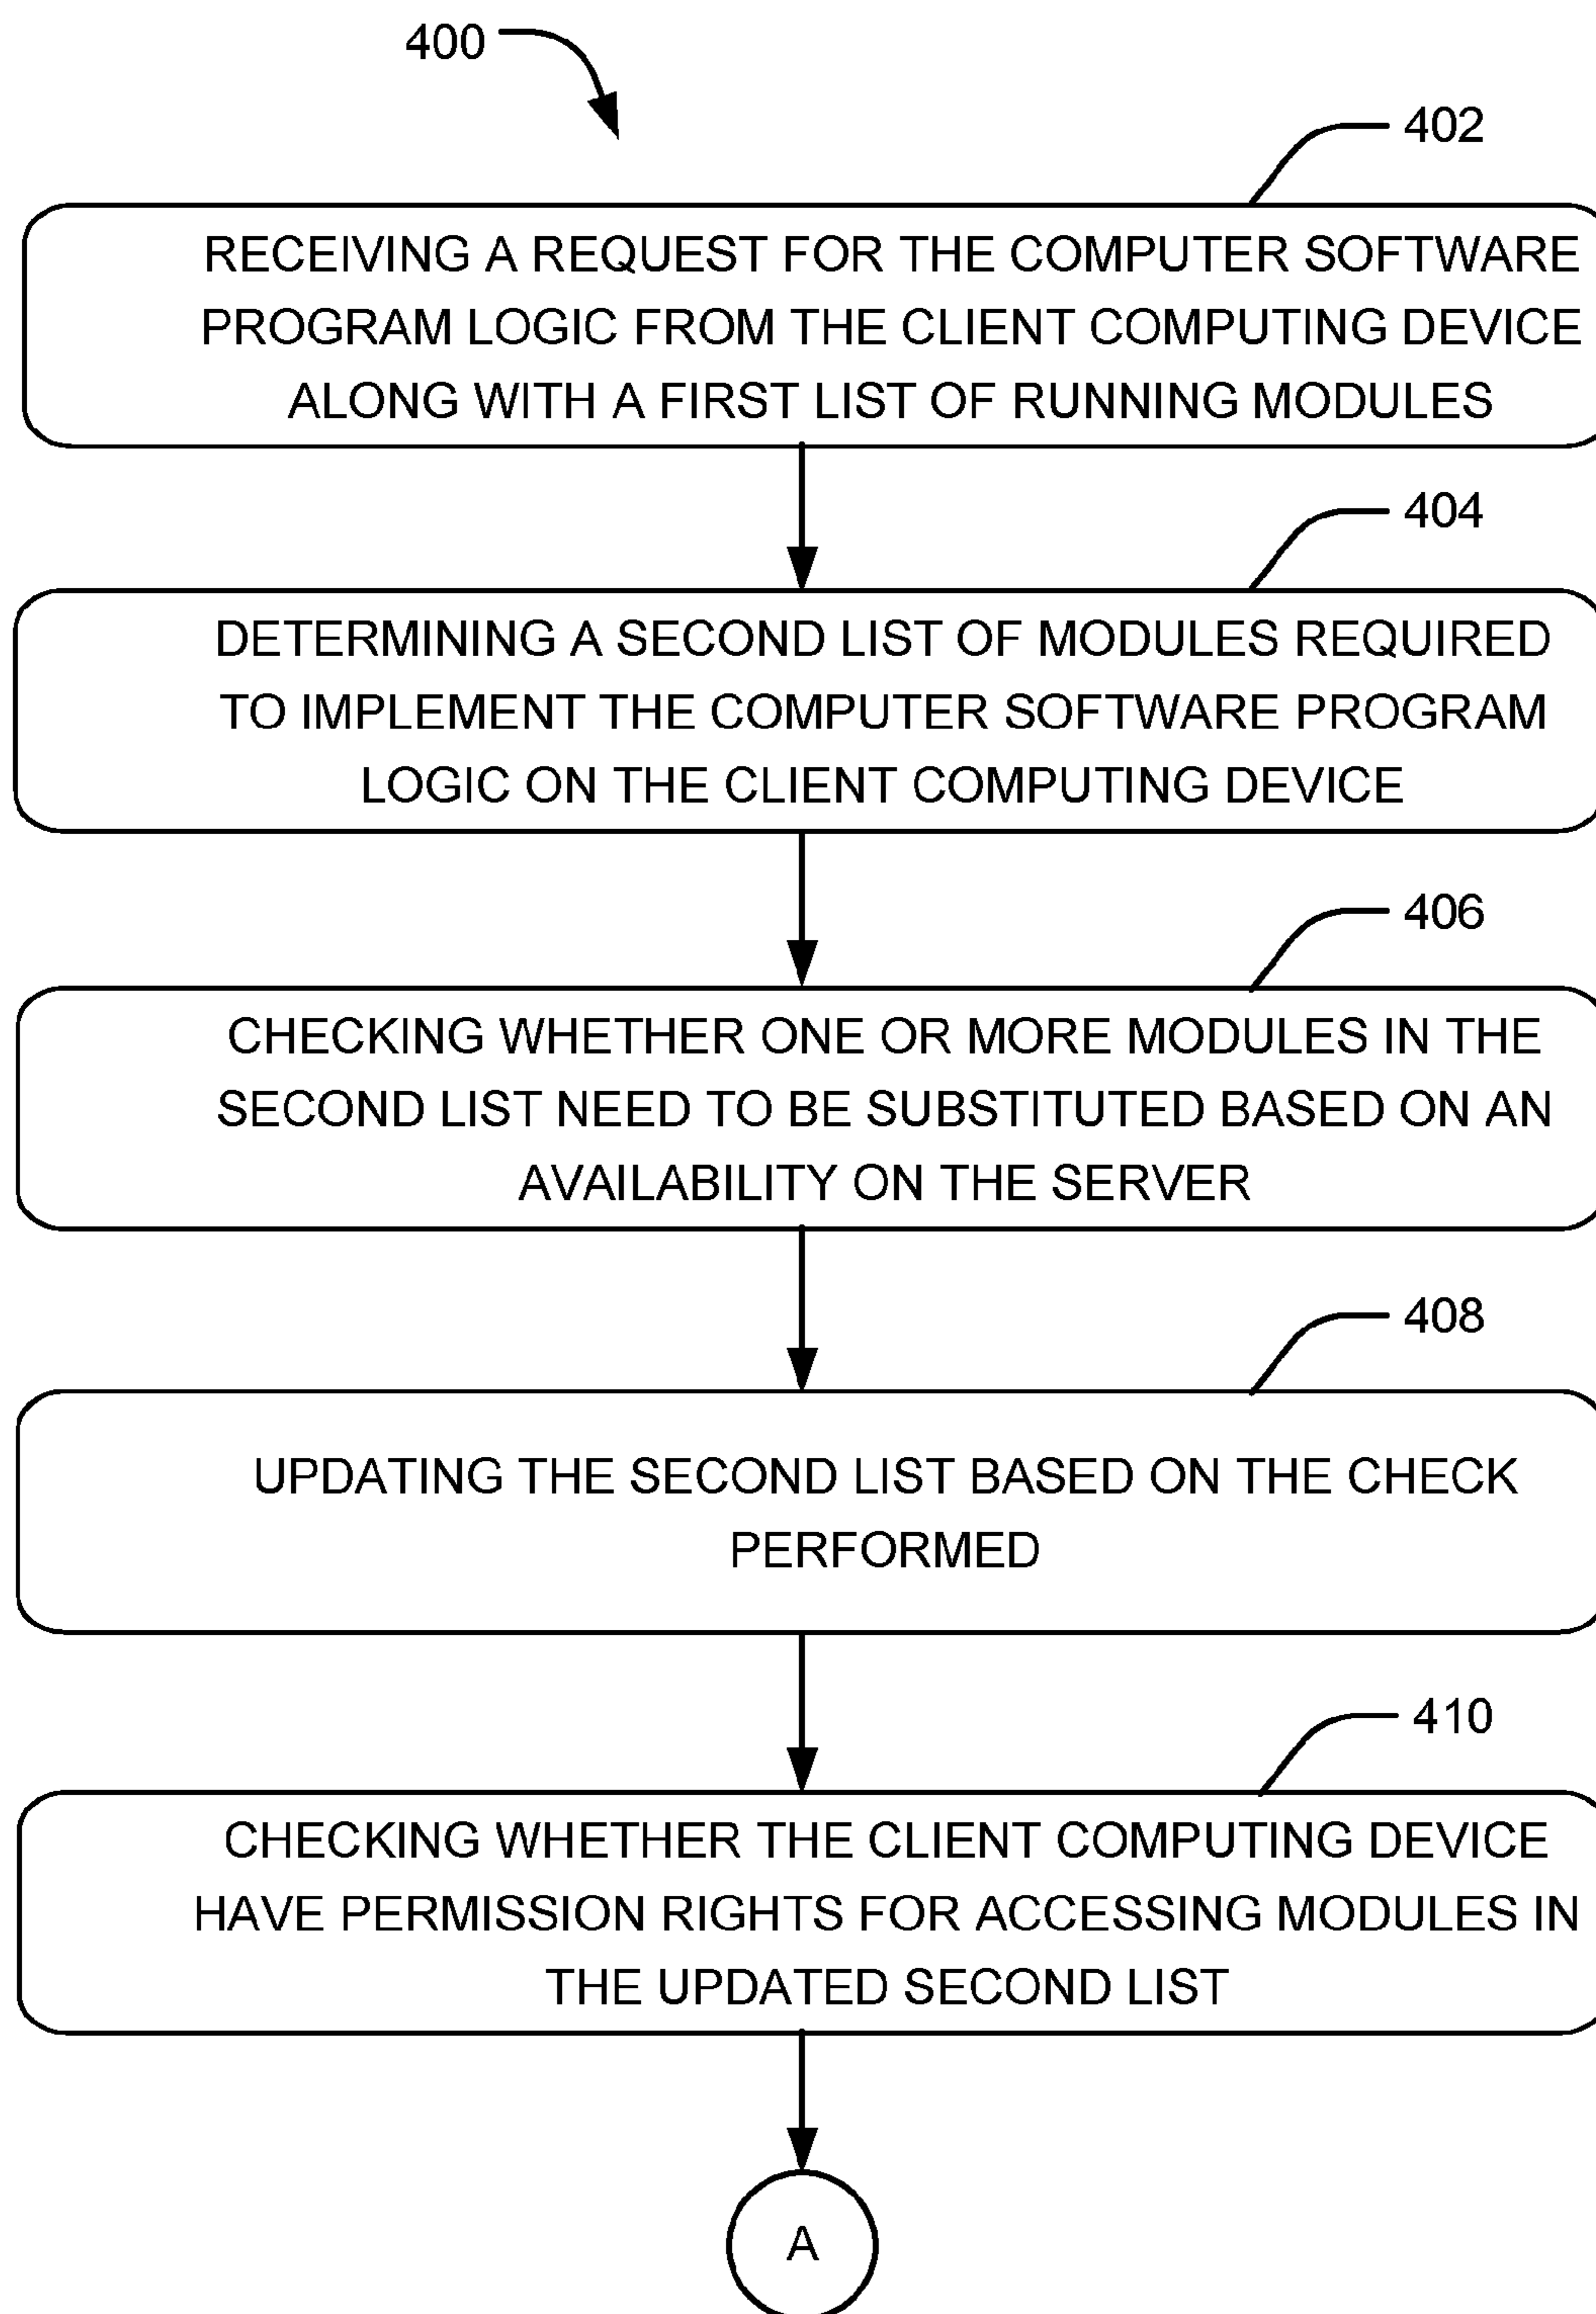 400
402
RECEIVING A REQUEST FOR THE COMPUTER SOFTWARE
PROGRAM LOGIC FROM THE CLIENT COMPUTING DEVICE
ALONG WITH A FIRST LIST OF RUNNING MODULES
404
DETERMINING A SECOND LIST OF MODULES REQUIRED
TO IMPLEMENT THE COMPUTER SOFTWARE PROGRAM
LOGIC ON THE CLIENT COMPUTING DEVICE
406
CHECKING WHETHER ONE OR MORE MODULES IN THE
SECOND LIST NEED TO BE SUBSTITUTED BASED ON AN
AVAILABILITY ON THE SERVER
408
UPDATING THE SECOND LIST BASED ON THE CHECK
PERFORMED
410
CHECKING WHETHER THE CLIENT COMPUTING DEVICE
HAVE PERMISSION RIGHTS FOR ACCESSING MODULES IN
THE UPDATED SECOND LIST
A